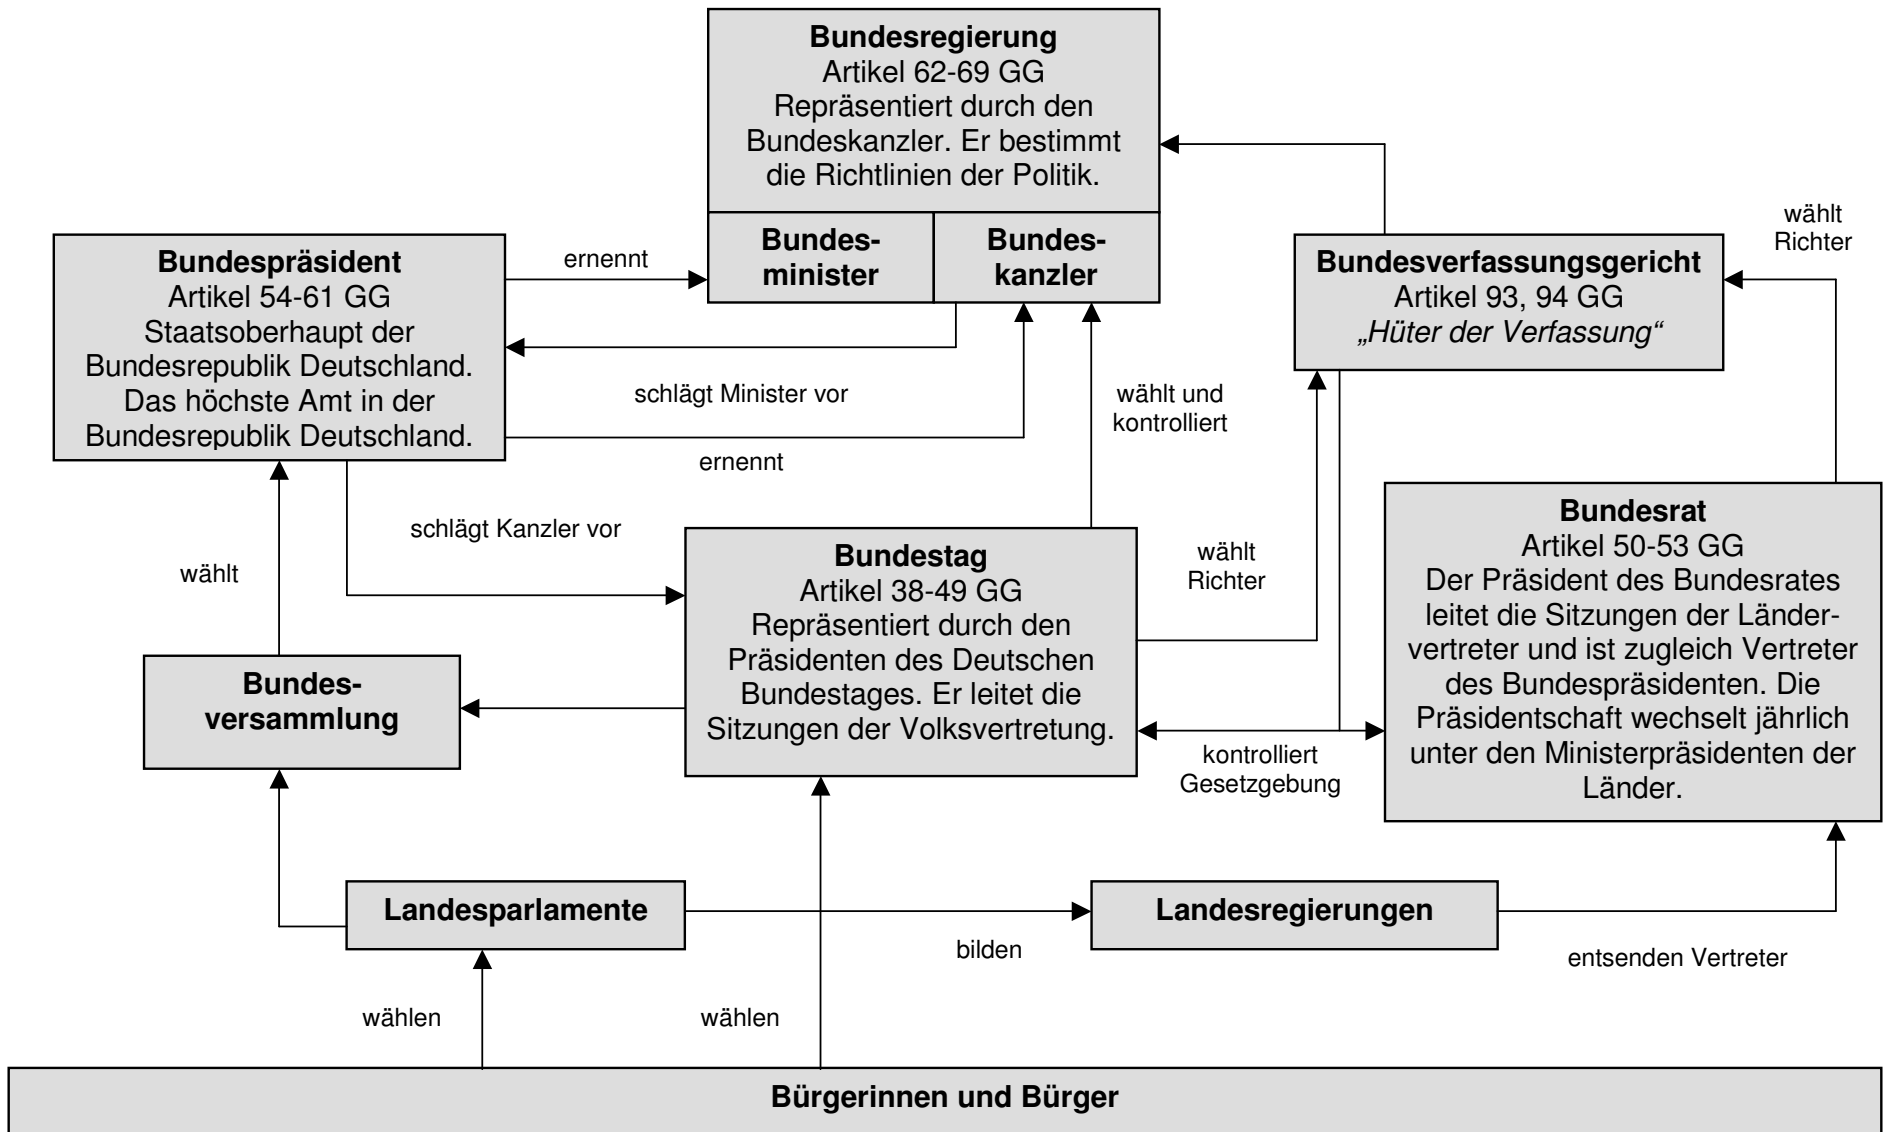 Bundesregierung
Artikel 62-69 GG
Repräsentiert durch den
Bundeskanzler. Er bestimmt
die Richtlinien der Politik.
Bundes-
minister
Bundes-
kanzler
Bundespräsident
Artikel 54-61 GG
Staatsoberhaupt der
Bundesrepublik Deutschland.
Das höchste Amt in der
Bundesrepublik Deutschland.
ernennt
schlägt Minister vor
ernennt
wählt und
kontrolliert
Bundesverfassungsgericht
Artikel 93, 94 GG
„Hüter der Verfassung“
wählt
Richter
schlägt Kanzler vor
wählt
Bundestag
Artikel 38-49 GG
Repräsentiert durch den
Präsidenten des Deutschen
Bundestages. Er leitet die
Sitzungen der Volksvertretung.
wählt
Richter
Bundesrat
Artikel 50-53 GG
Der Präsident des Bundesrates
leitet die Sitzungen der Länder-
vertreter und ist zugleich Vertreter
des Bundespräsidenten. Die
Präsidentschaft wechselt jährlich
unter den Ministerpräsidenten der
Länder.
Bundes-
versammlung
kontrolliert
Gesetzgebung
Landesparlamente
bilden
Landesregierungen
entsenden Vertreter
wählen
wählen
Bürgerinnen und Bürger